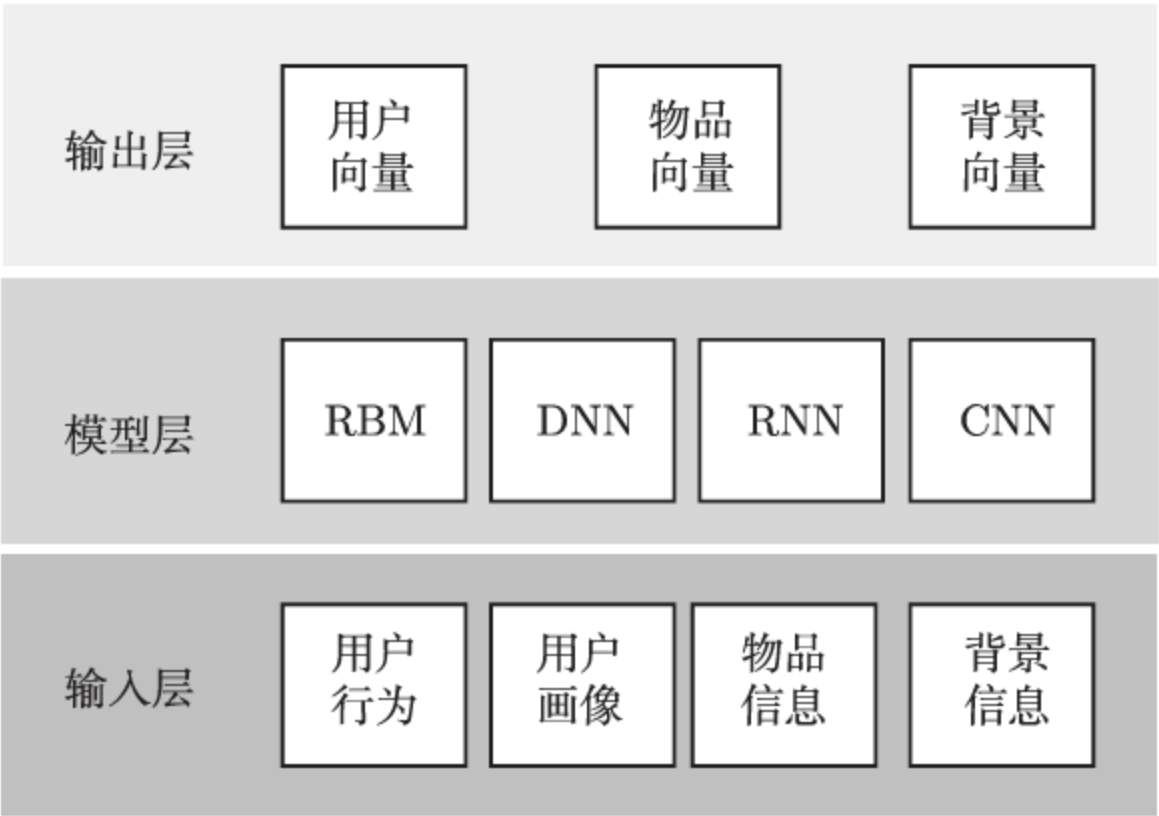 输出层
用户
向量
物品
向量
背景
向量
模型层
RBM
DNN
RNN
CNN
输入层
用户
行为
用户
画像
物品
信息
背景
信息